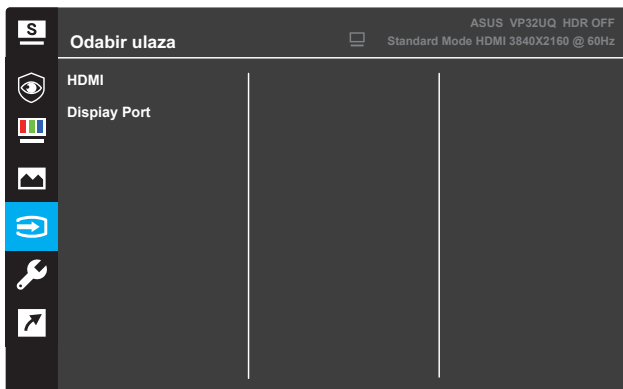 S
Odabir ulaza
ASUS VP32UQ HDR OFF
Standard Mode HDMI 3840X2160 @ 60Hz
HDMI
Dispiay Port